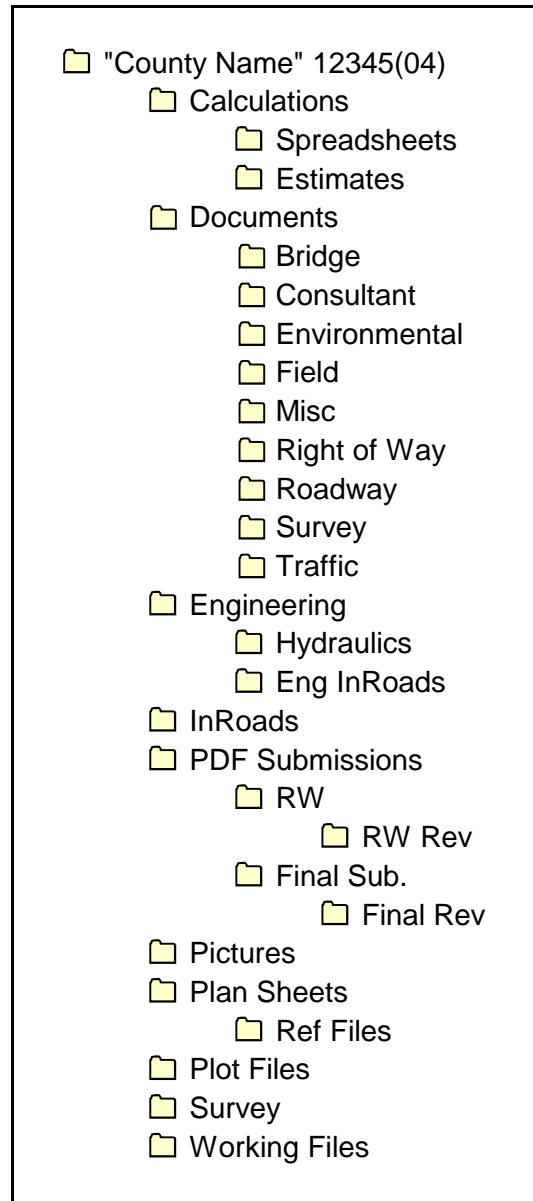 "County Name" 12345(04)
Calculations
Spreadsheets
Estimates
Documents
Bridge
Consultant
Environmental
Field
Misc
Right of Way
Roadway
Survey
Traffic
Engineering
Hydraulics
Eng InRoads
InRoads
PDF Submissions
RW
RW Rev
Final Sub.
Final Rev
Pictures
Plan Sheets
Ref Files
Plot Files
Survey
Working Files